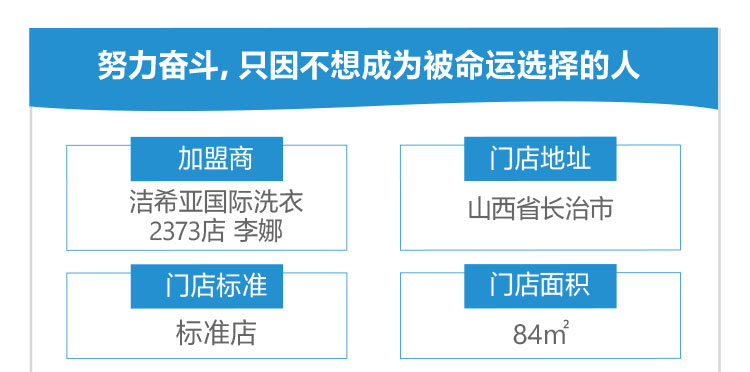 努力奋斗, 只因不想成为被命运选择的人
加盟商
洁希亚国际洗衣
2373店 李娜
门店地址
山西省长治市
门店标准
标准店
门店面积
84㎡